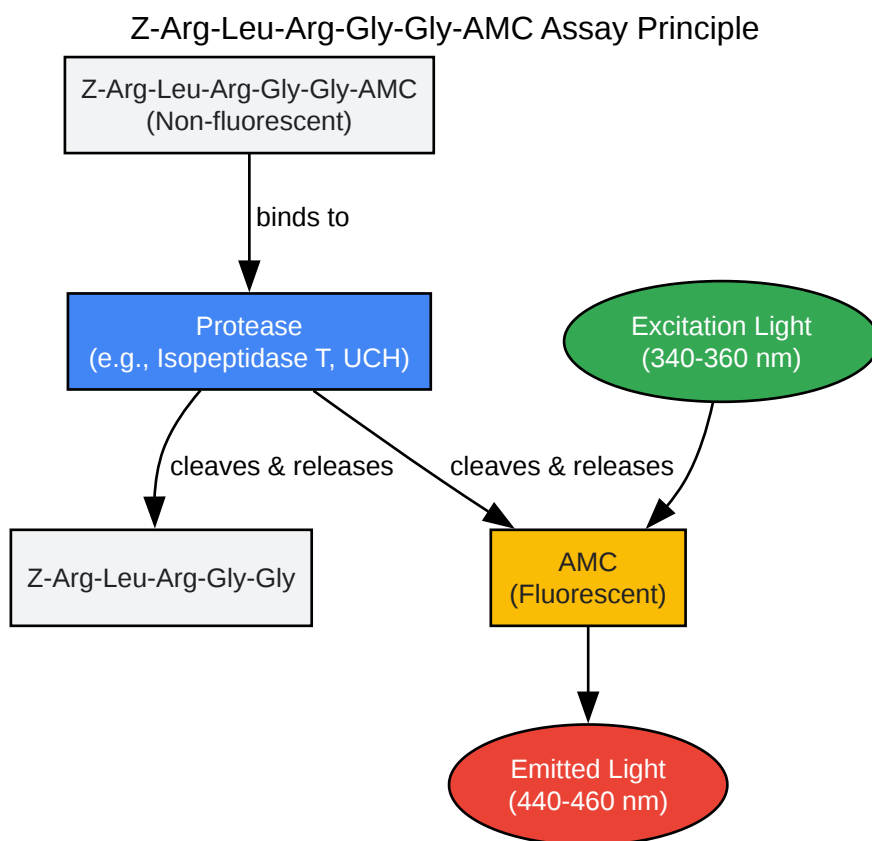 Z-Arg-Leu-Arg-Gly-Gly-AMC Assay Principle
Z-Arg-Leu-Arg-Gly-Gly-AMC
(Non-fluorescent)
binds to
Protease
(e.g., Isopeptidase T, UCH)
Excitation Light
(340-360 nm)
cleaves & releases
cleaves & releases
Z-Arg-Leu-Arg-Gly-Gly
AMC
(Fluorescent)
Emitted Light
(440-460 nm)